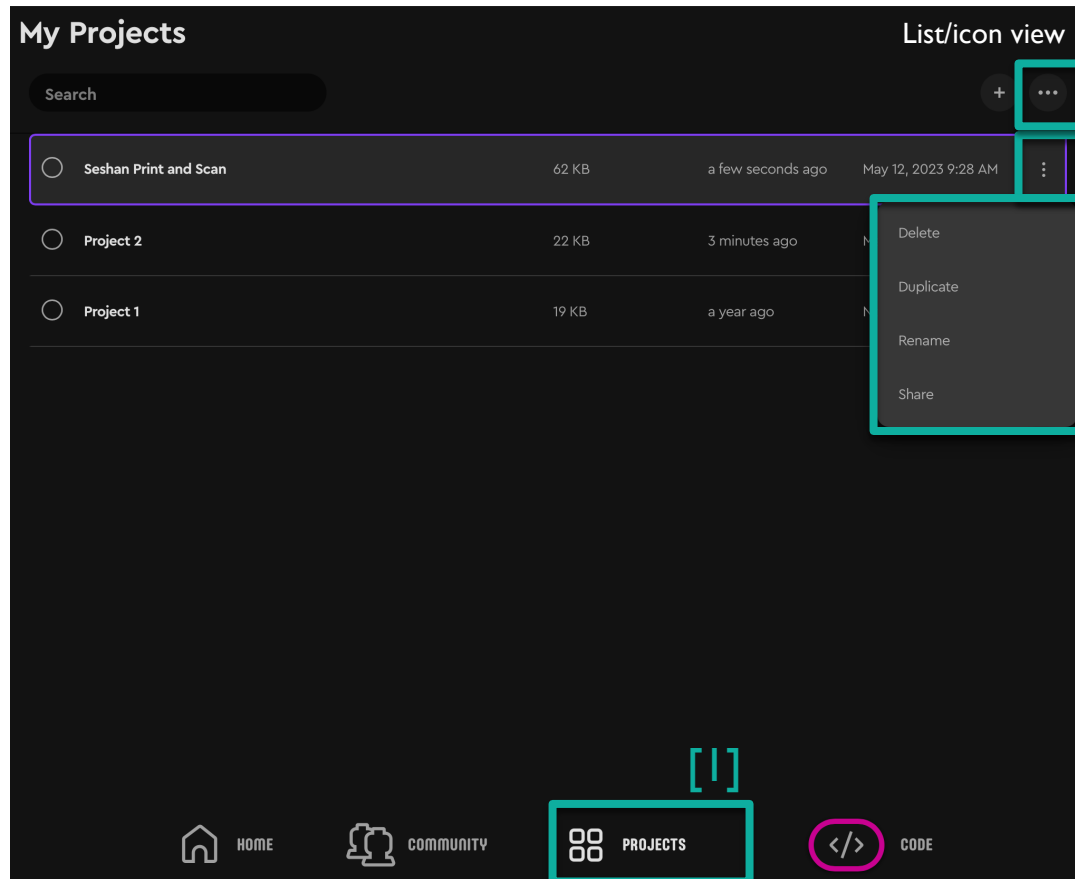 My Projects
List/icon view
Search
+ ...
Seshan Print and Scan 62 KB a few seconds ago May 12, 2023 9:28 AM
Project 2 22 KB 3 minutes ago
Project 1 19 KB a year ago
Delete
Duplicate
Rename
Share
[1]
HOME COMMUNITY PROJECTS </> CODE